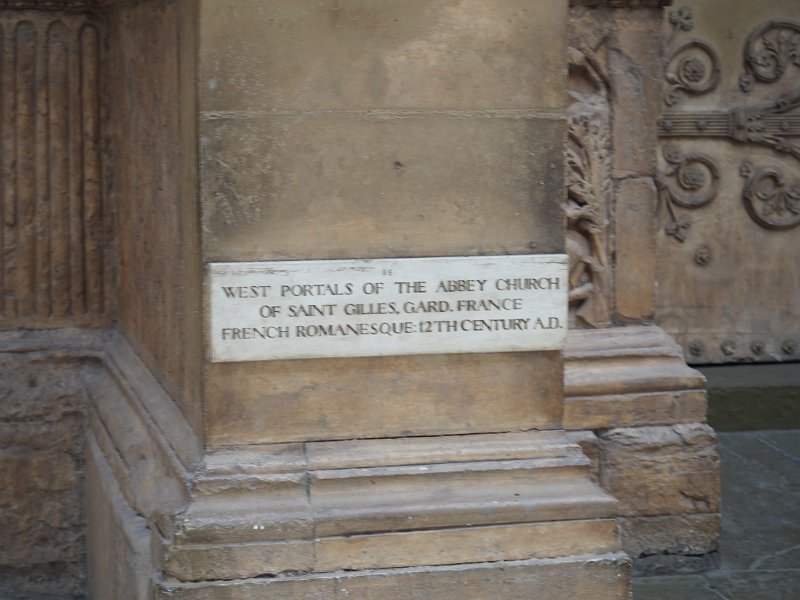 WEST PORTALS OF THE ABBEY CHURCH
OF SAINT GILLES, GARD, FRANCE
FRENCH ROMANESQUE: 12TH CENTURY A.D.